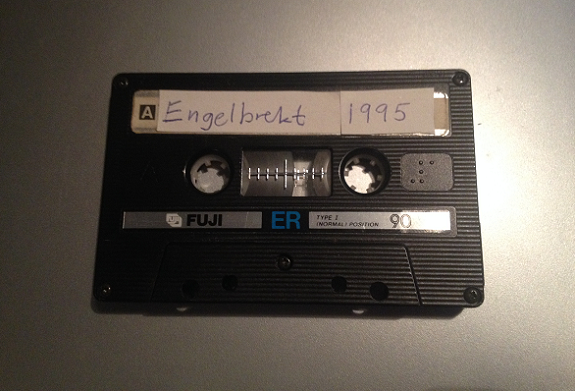 A Engelbrekt 1995
FUJI ER TYPE I (NORMAL) POSITION 90